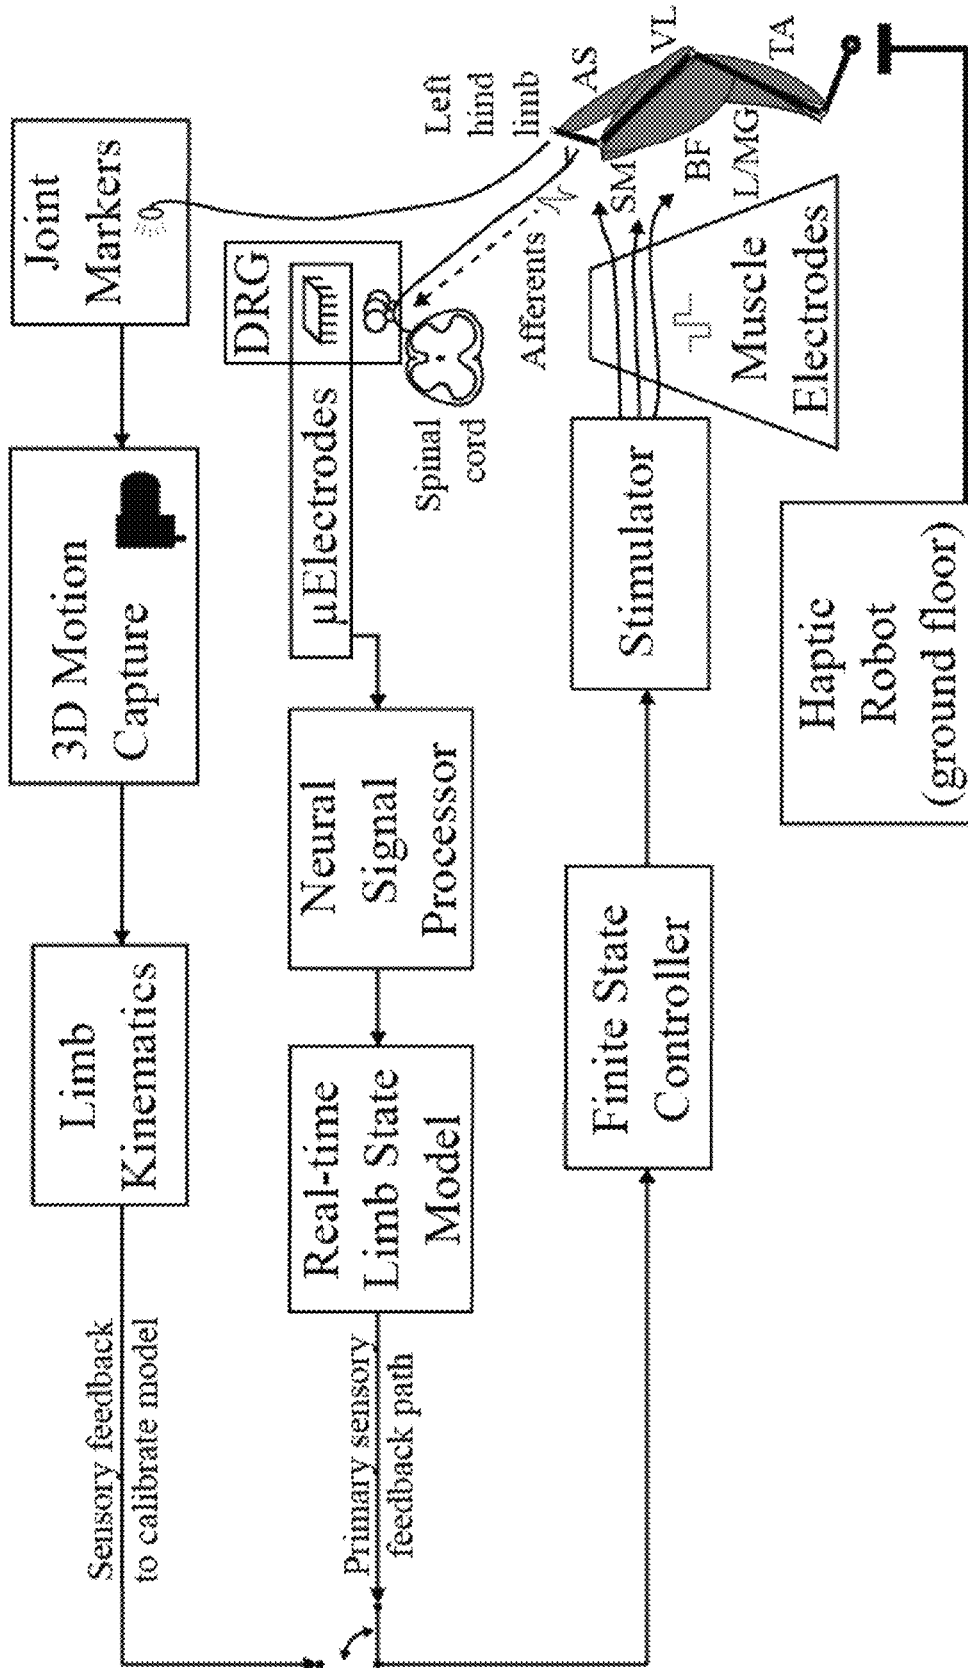 Sensory feedback
to calibrate model
Limb
Kinematics
3D Motion
Capture
Joint
Markers
Primary sensory
feedback path
Real-time
Limb State
Model
Neural
Signal
Processor
μElectrodes
DRG
Spinal
cord
Afferents
Left
hind
limb
AS
VL
TA
SM
BF
L/MG
Finite State
Controller
Stimulator
Muscle
Electrodes
Haptic
Robot
(ground floor)